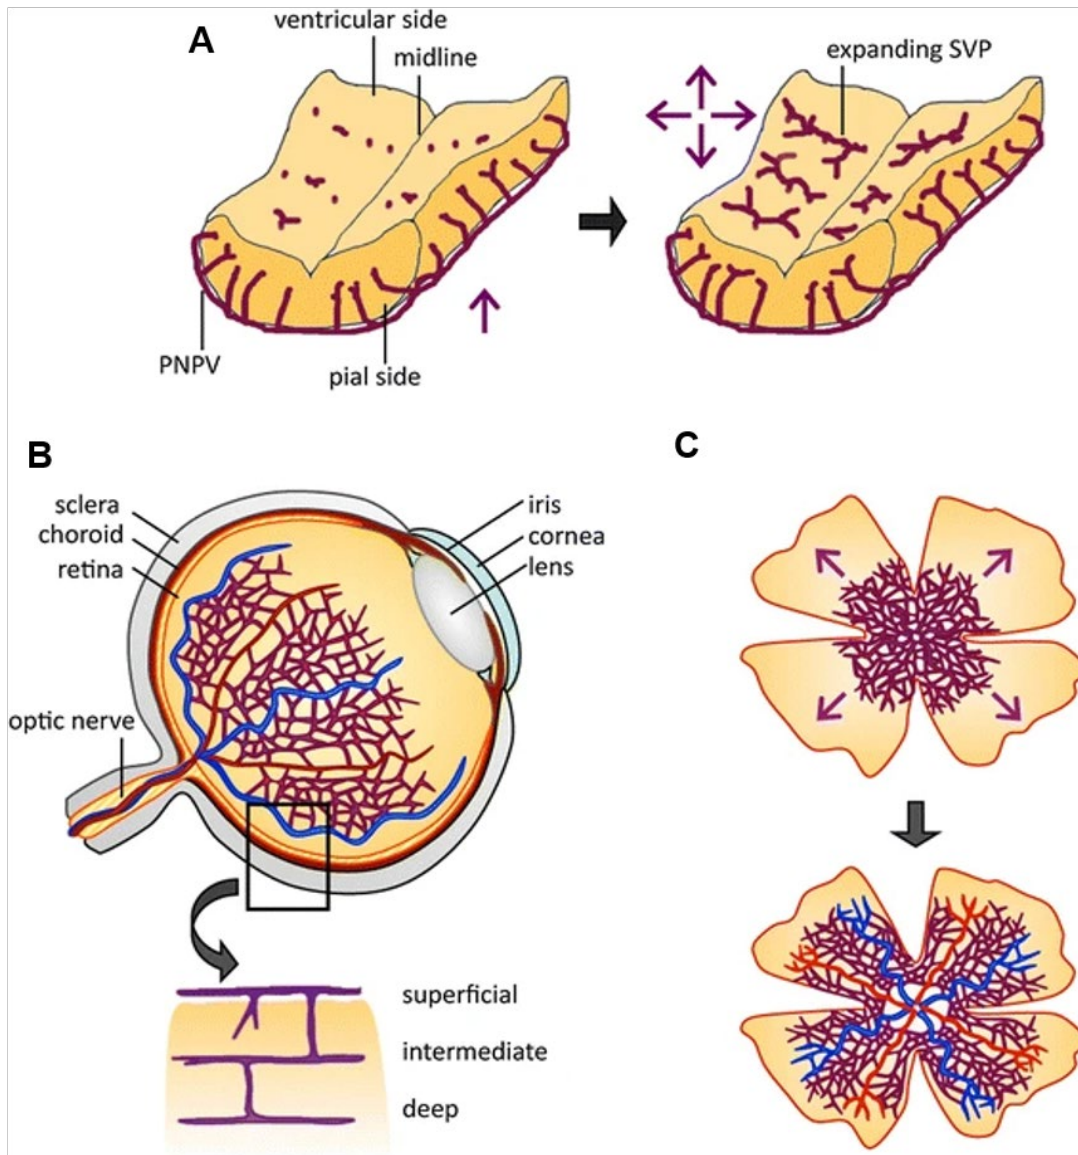 A
ventricular side
midline
expanding SVP
PNPV
pial side
B
sclera
choroid
retina
iris
cornea
lens
optic nerve
superficial
intermediate
deep
C